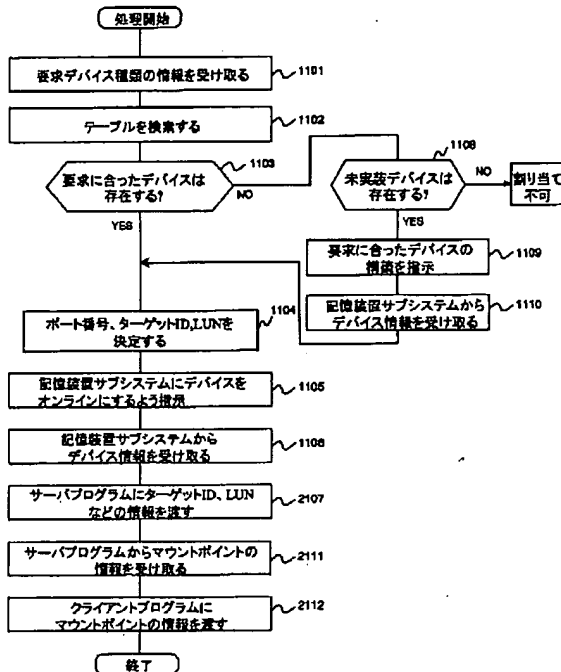 処理開始
要求デバイス種類の情報を受け取る
1101
テーブルを検索する
1102
要求に合ったデバイスは
存在する?
1103
NO
YES
未実装デバイスは
存在する?
1108
NO
YES
割り当て
不可
要求に合ったデバイスの
構築を指示
1109
記憶装置サブシステムから
デバイス情報を受け取る
1110
ポート番号、ターゲットID,LUNを
決定する
1104
記憶装置サブシステムにデバイスを
オンラインにするよう指示
1105
記憶装置サブシステムから
デバイス情報を受け取る
1106
サーバプログラムにターゲットID、LUN
などの情報を渡す
2107
サーバプログラムからマウントポイントの
情報を受け取る
2111
クライアントプログラムに
マウントポイントの情報を渡す
2112
終了